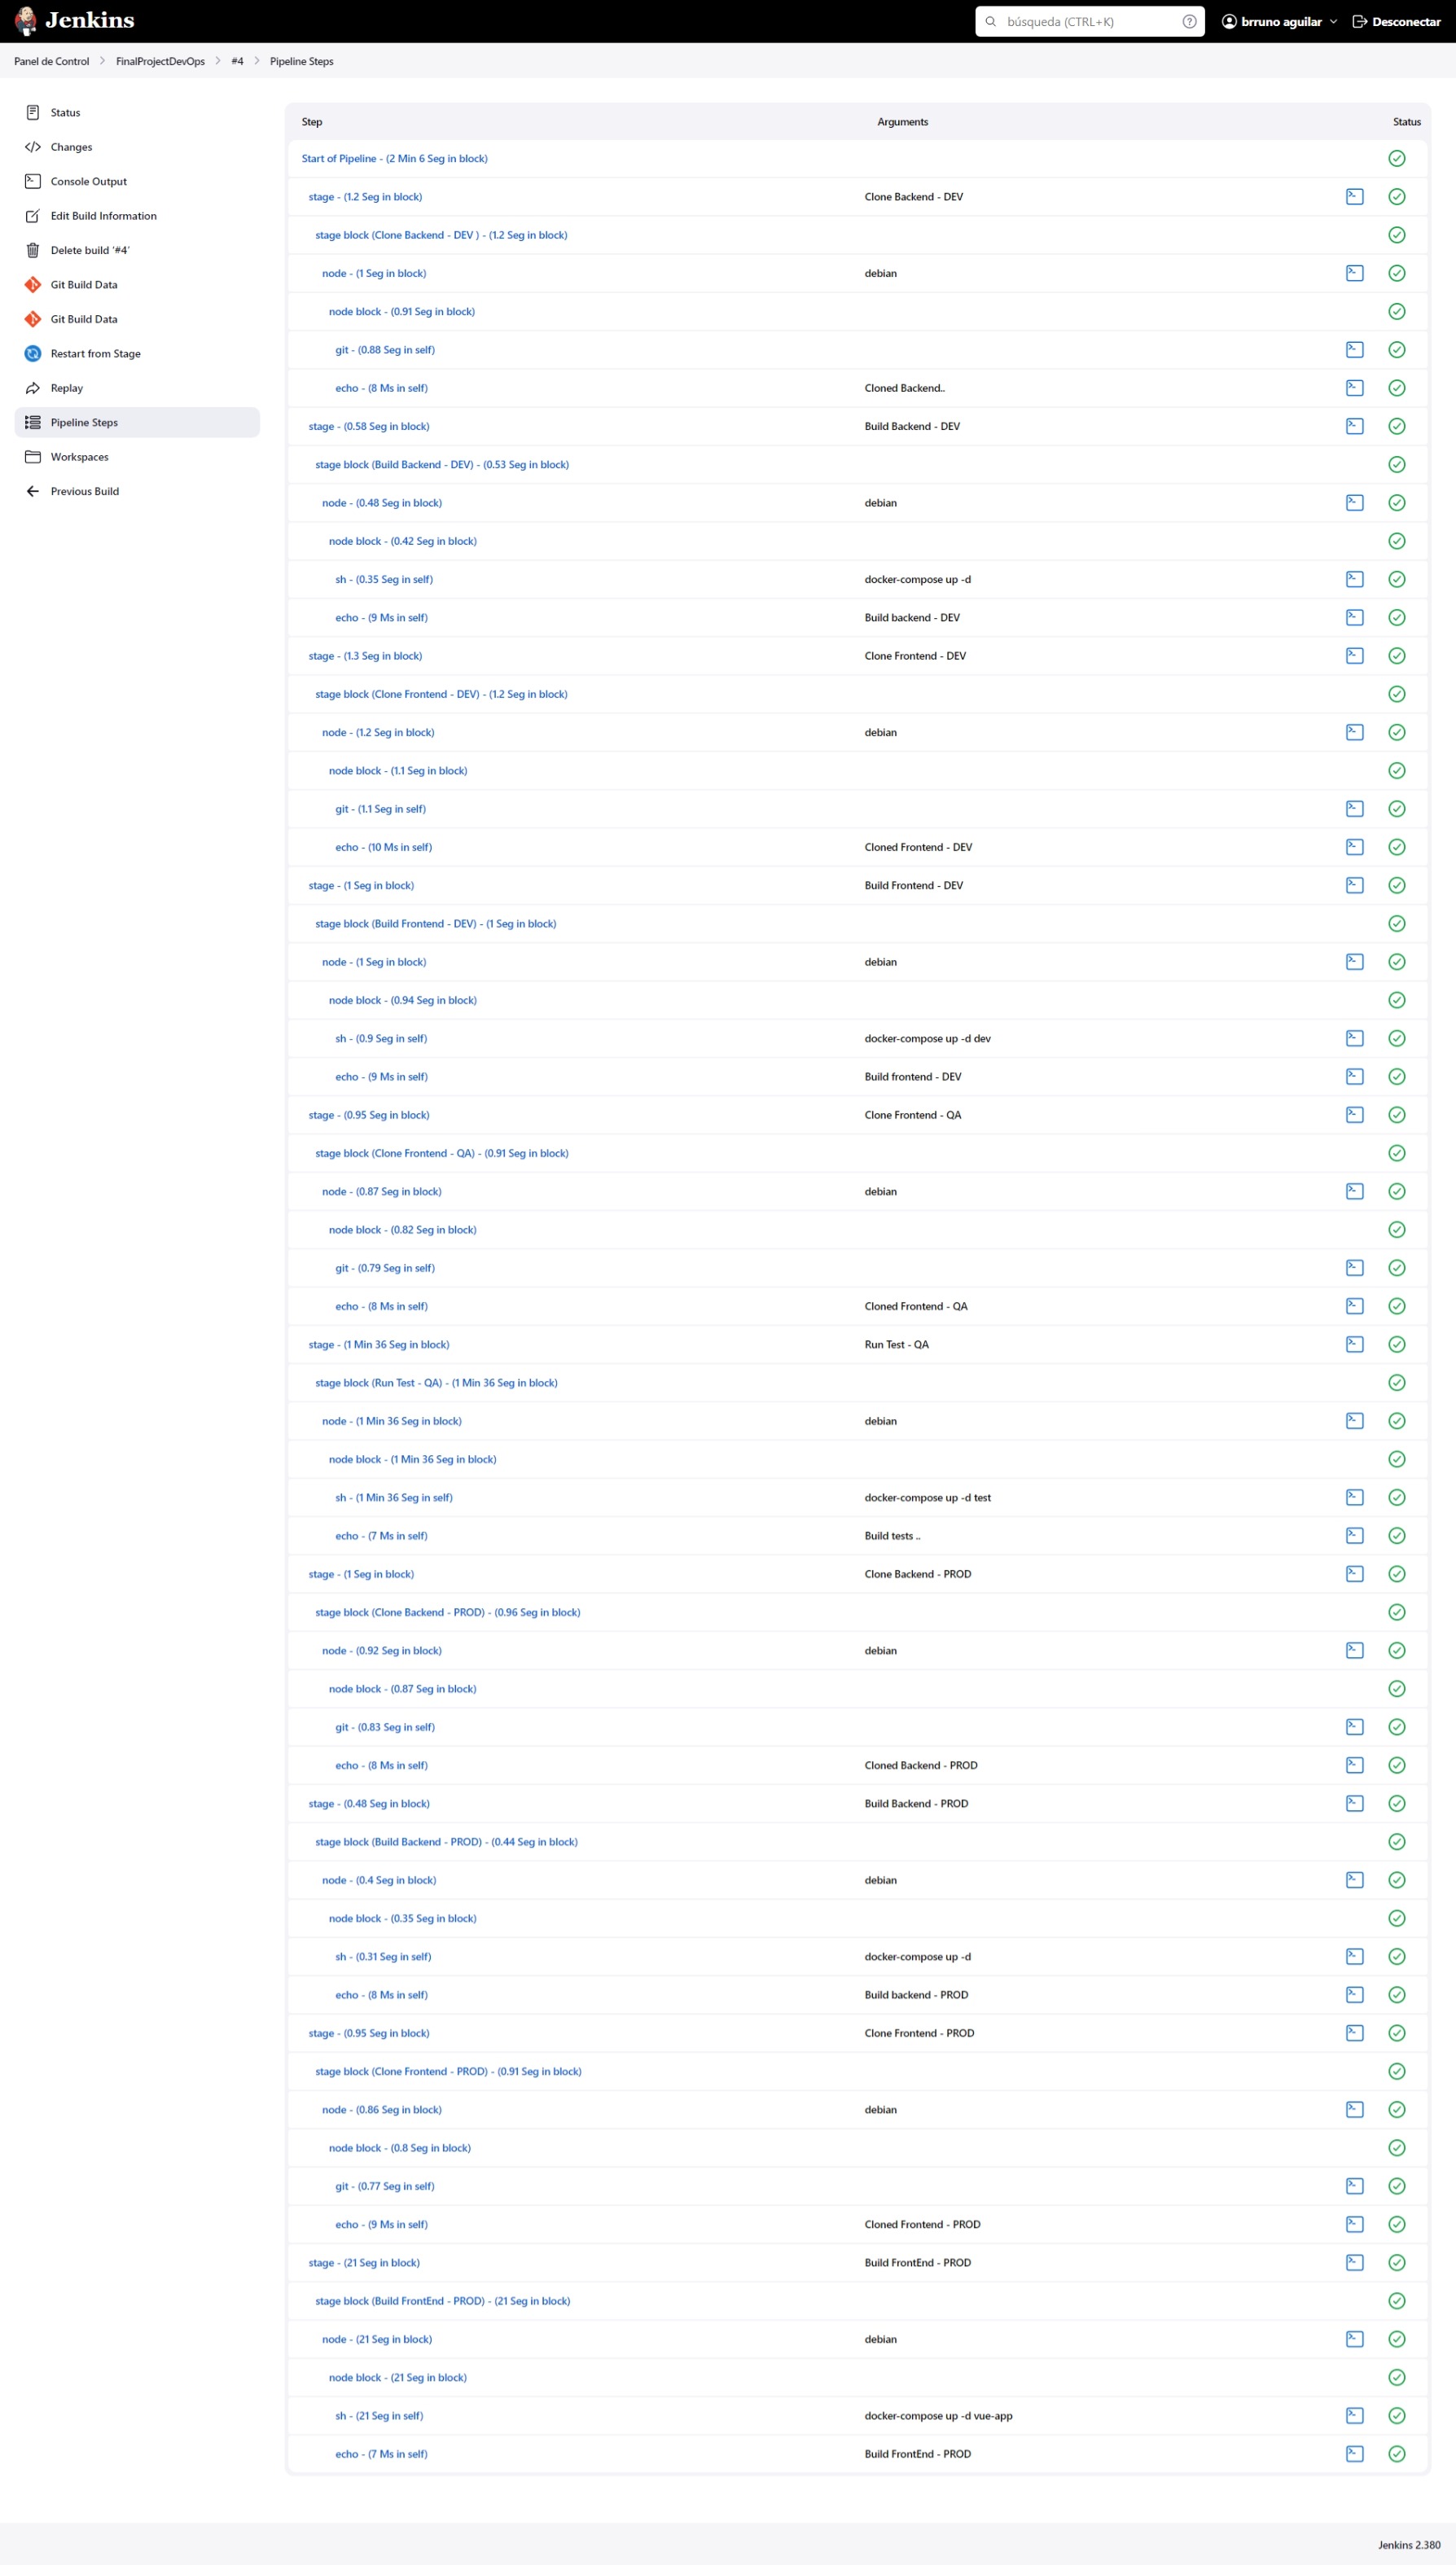 Jenkins
búsqueda (CTRL+K)
brruno aguilar
Desconectar
Panel de Control
FinalProjectDevOps
#4
Pipeline Steps
Status
Changes
Console Output
Edit Build Information
Delete build '#4'
Git Build Data
Git Build Data
Restart from Stage
Replay
Pipeline Steps
Workspaces
Previous Build
Step Arguments Status
Start of Pipeline - (2 Min 6 Seg in block)
stage - (1.2 Seg in block) Clone Backend - DEV
stage block (Clone Backend - DEV ) - (1.2 Seg in block)
node - (1 Seg in block) debian
node block - (0.91 Seg in block)
git - (0.88 Seg in self)
echo - (8 Ms in self) Cloned Backend..
stage - (0.58 Seg in block) Build Backend - DEV
stage block (Build Backend - DEV) - (0.53 Seg in block)
node - (0.48 Seg in block) debian
node block - (0.42 Seg in block)
sh - (0.35 Seg in self) docker-compose up -d
echo - (9 Ms in self) Build backend - DEV
stage - (1.3 Seg in block) Clone Frontend - DEV
stage block (Clone Frontend - DEV) - (1.2 Seg in block)
node - (1.2 Seg in block) debian
node block - (1.1 Seg in block)
git - (1.1 Seg in self)
echo - (10 Ms in self) Cloned Frontend - DEV
stage - (1 Seg in block) Build Frontend - DEV
stage block (Build Frontend - DEV) - (1 Seg in block)
node - (1 Seg in block) debian
node block - (0.94 Seg in block)
sh - (0.9 Seg in self) docker-compose up -d dev
echo - (9 Ms in self) Build frontend - DEV
stage - (0.95 Seg in block) Clone Frontend - QA
stage block (Clone Frontend - QA) - (0.91 Seg in block)
node - (0.87 Seg in block) debian
node block - (0.82 Seg in block)
git - (0.79 Seg in self)
echo - (8 Ms in self) Cloned Frontend - QA
stage - (1 Min 36 Seg in block) Run Test - QA
stage block (Run Test - QA) - (1 Min 36 Seg in block)
node - (1 Min 36 Seg in block) debian
node block - (1 Min 36 Seg in block)
sh - (1 Min 36 Seg in self) docker-compose up -d test
echo - (7 Ms in self) Build tests ..
stage - (1 Seg in block) Clone Backend - PROD
stage block (Clone Backend - PROD) - (0.96 Seg in block)
node - (0.92 Seg in block) debian
node block - (0.87 Seg in block)
git - (0.83 Seg in self)
echo - (8 Ms in self) Cloned Backend - PROD
stage - (0.48 Seg in block) Build Backend - PROD
stage block (Build Backend - PROD) - (0.44 Seg in block)
node - (0.4 Seg in block) debian
node block - (0.35 Seg in block)
sh - (0.31 Seg in self) docker-compose up -d
echo - (8 Ms in self) Build backend - PROD
stage - (0.95 Seg in block) Clone Frontend - PROD
stage block (Clone Frontend - PROD) - (0.91 Seg in block)
node - (0.86 Seg in block) debian
node block - (0.8 Seg in block)
git - (0.77 Seg in self)
echo - (9 Ms in self) Cloned Frontend - PROD
stage - (21 Seg in block) Build FrontEnd - PROD
stage block (Build FrontEnd - PROD) - (21 Seg in block)
node - (21 Seg in block) debian
node block - (21 Seg in block)
sh - (21 Seg in self) docker-compose up -d vue-app
echo - (7 Ms in self) Build FrontEnd - PROD
Jenkins 2.380